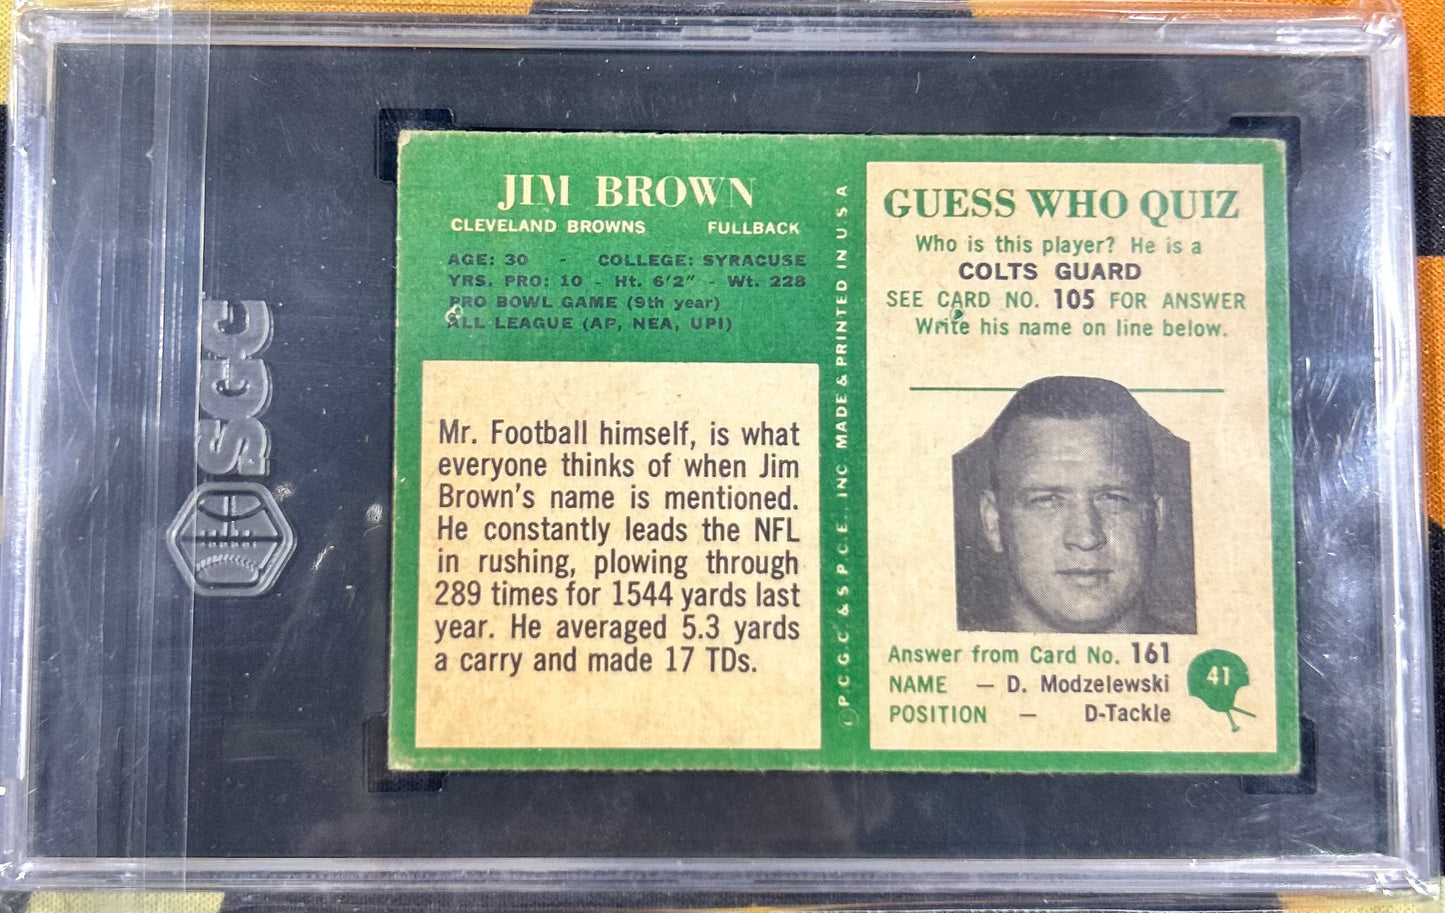 SGC
JIM BROWN
CLEVELAND BROWNS FULLBACK
AGE: 30 - COLLEGE: SYRACUSE
YRS. PRO: 10 - Ht. 6'2" - Wt. 228
PRO BOWL GAME (9th year)
ALL LEAGUE (AP, NEA, UPI)
Mr. Football himself, is what
everyone thinks of when Jim
Brown's name is mentioned.
He constantly leads the NFL
in rushing, plowing through
289 times for 1544 yards last
year. He averaged 5.3 yards
a carry and made 17 TDs.
© P.C.G.C. & S.P.C.E., INC. MADE & PRINTED IN U S A
GUESS WHO QUIZ
Who is this player? He is a
COLTS GUARD
SEE CARD NO. 105 FOR ANSWER
Write his name on line below.
Answer from Card No. 161
NAME — D. Modzelewski
POSITION — D-Tackle
41